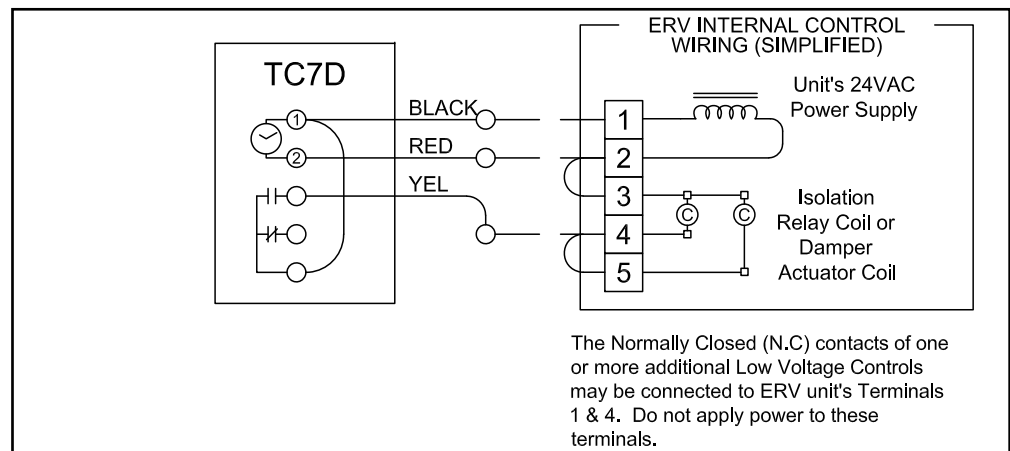 TC7D
1
2
BLACK
RED
YEL
ERV INTERNAL CONTROL
WIRING (SIMPLIFIED)
Unit's 24VAC
Power Supply
1
2
3
4
5
C C
Isolation
Relay Coil or
Damper
Actuator Coil
The Normally Closed (N.C) contacts of one
or more additional Low Voltage Controls
may be connected to ERV unit's Terminals
1 & 4. Do not apply power to these
terminals.